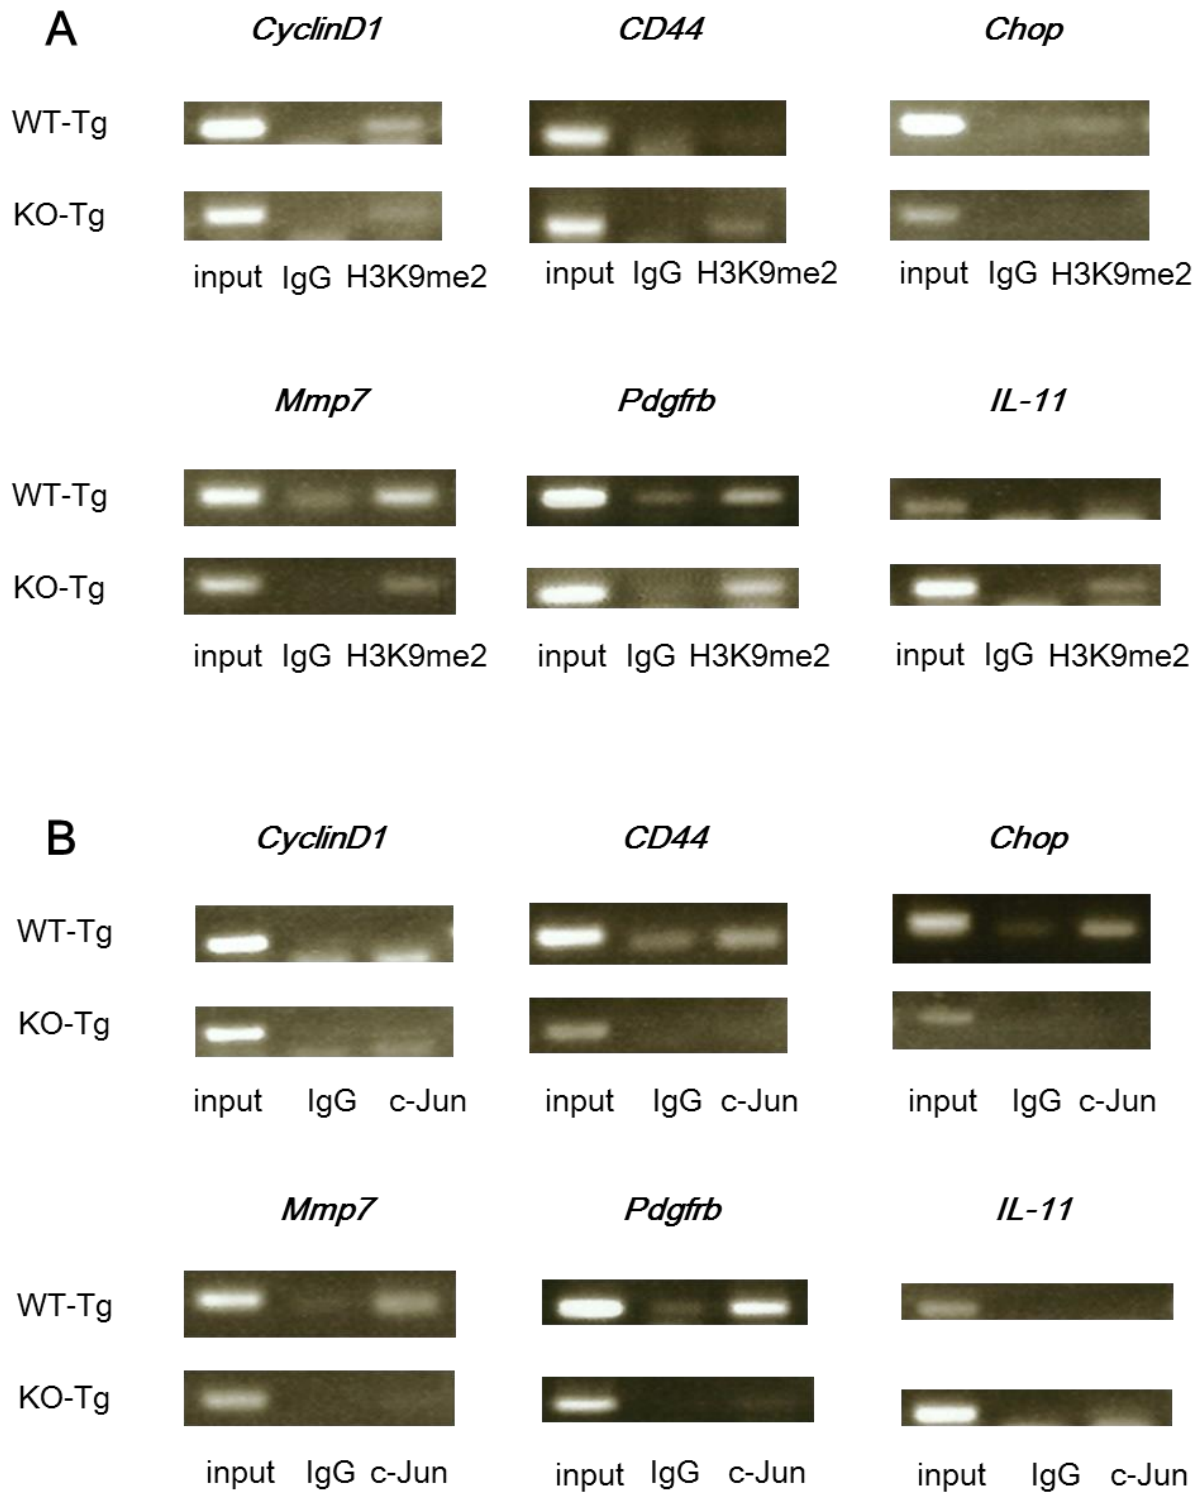 A
CyclinD1 CD44 Chop
WT-Tg
KO-Tg
input IgG H3K9me2 input IgG H3K9me2 input IgG H3K9me2
Mmp7 Pdgfrb IL-11
WT-Tg
KO-Tg
input IgG H3K9me2 input IgG H3K9me2 input IgG H3K9me2
B
CyclinD1 CD44 Chop
WT-Tg
KO-Tg
input IgG c-Jun input IgG c-Jun input IgG c-Jun
Mmp7 Pdgfrb IL-11
WT-Tg
KO-Tg
input IgG c-Jun input IgG c-Jun input IgG c-Jun